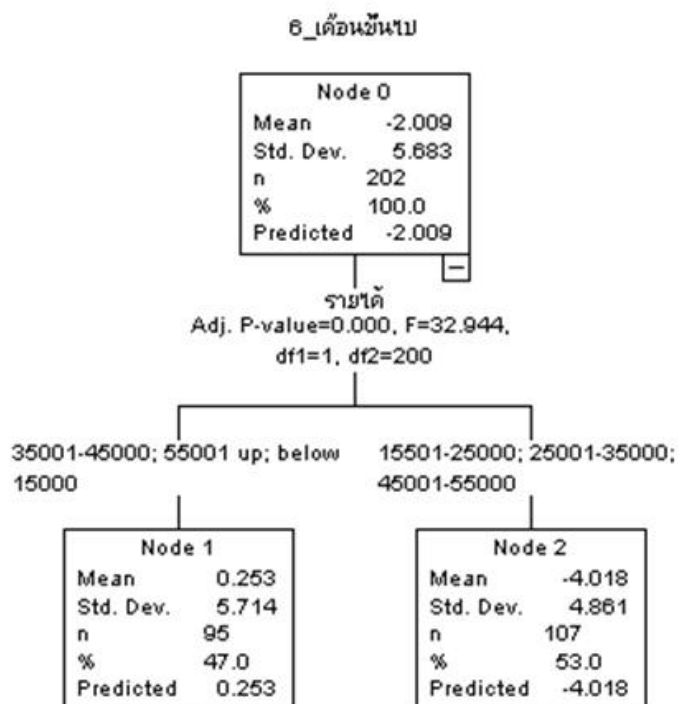 6_เดือนขึ้นไป
Node 0
Mean -2.009
Std. Dev. 5.683
n 202
% 100.0
Predicted -2.009
รายได้
Adj. P-value=0.000, F=32.944,
df1=1, df2=200
35001-45000; 55001 up; below
15000
15501-25000; 25001-35000;
45001-55000
Node 1
Mean 0.253
Std. Dev. 5.714
n 95
% 47.0
Predicted 0.253
Node 2
Mean -4.018
Std. Dev. 4.861
n 107
% 53.0
Predicted -4.018